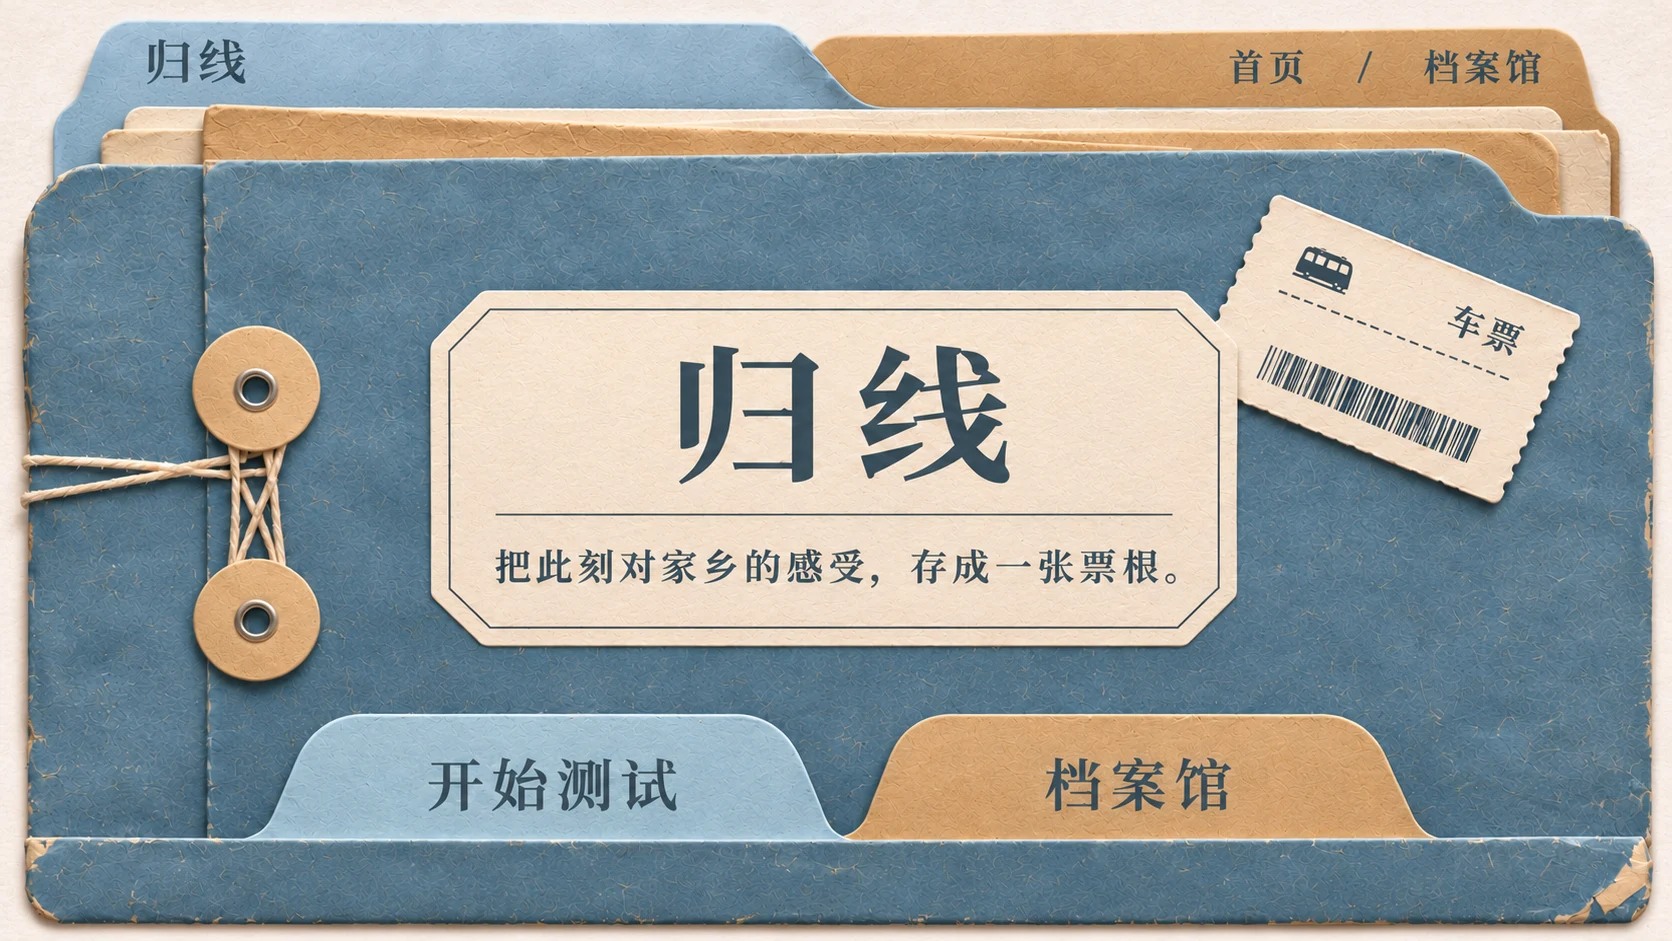 归线
首页 / 档案馆
车票
归线
把此刻对家乡的感受，存成一张票根。
开始测试
档案馆